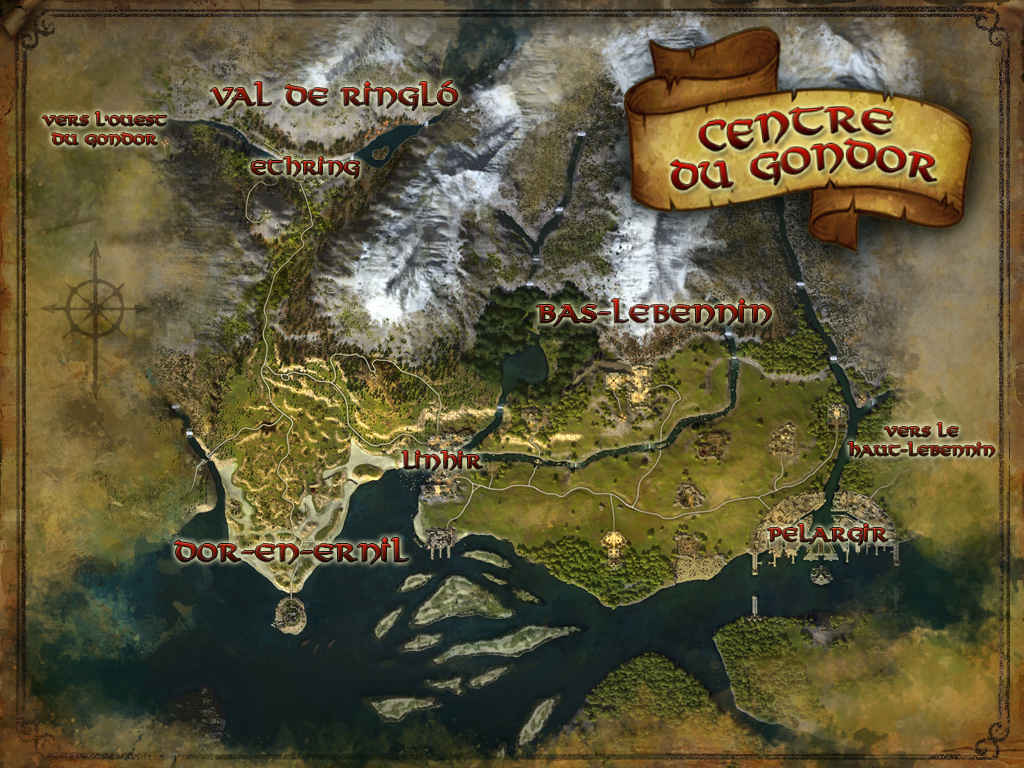 CENTRE
DU GONDOR
VAL DE RINGLÓ
VERS L'OUEST
DU GONDOR
ETHRING
BAS-LEBENNIN
VERS LE
HAUT-LEBENNIN
LINHIR
PELARGIR
DOR-EN-ERNIL